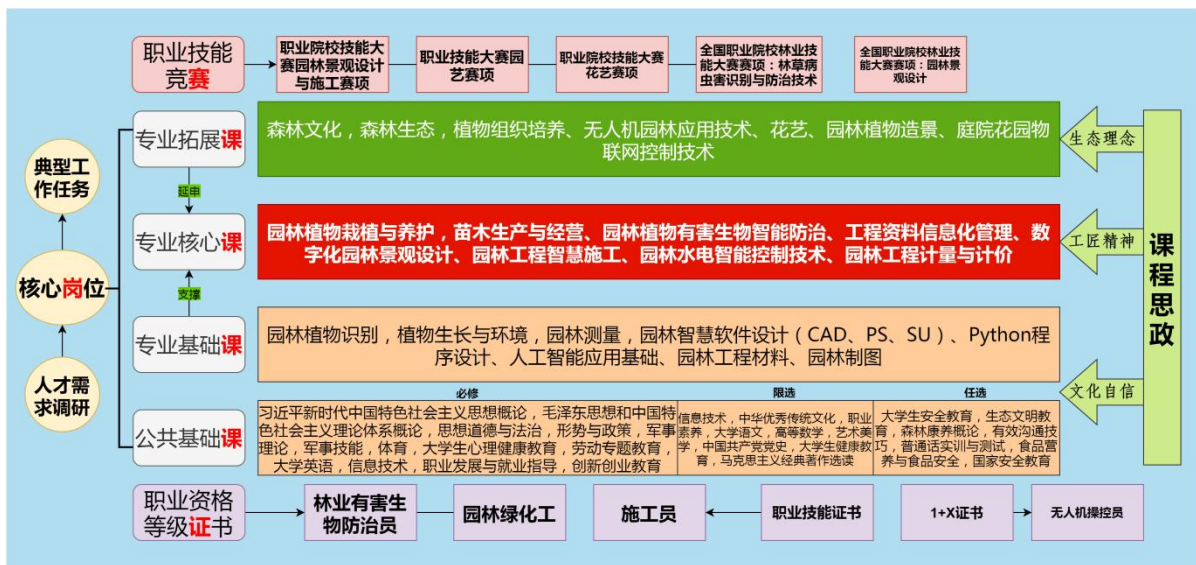 职业技能
竞赛
职业院校技能大
赛园林景观设计
与施工赛项
职业技能大赛园
艺赛项
职业院校技能大赛
花艺赛项
全国职业院校林业技
能大赛赛项：林草病
虫害识别与防治技术
全国职业院校林业技
能大赛赛项：园林景
观设计
专业拓展课
森林文化，森林生态，植物组织培养、无人机园林应用技术、花艺、园林植物造景、庭院花园物
联网控制技术
生态理念
典型工
作任务
延申
专业核心课
园林植物栽植与养护，苗木生产与经营、园林植物有害生物智能防治、工程资料信息化管理、数
字化园林景观设计、园林工程智慧施工、园林水电智能控制技术、园林工程计量与计价
工匠精神
课程思政
核心岗位
支撑
专业基础课
园林植物识别，植物生长与环境，园林测量，园林智慧软件设计（CAD、PS、SU）、Python程
序设计、人工智能应用基础、园林工程材料、园林制图
人才需
求调研
文化自信
公共基础课
必修
习近平新时代中国特色社会主义思想概论，毛泽东思想和中国特
色社会主义理论体系概论，思想道德与法治，形势与政策，军事
理论，军事技能，体育，大学生心理健康教育，劳动专题教育，
大学英语，信息技术，职业发展与就业指导，创新创业教育
限选
信息技术，中华优秀传统文化，职业
素养，大学语文，高等数学，艺术美
学，中国共产党党史，大学生健康教
育，马克思主义经典著作选读
任选
大学生安全教育，生态文明教
育，森林康养概论，有效沟通技
巧，普通话实训与测试，食品营
养与食品安全，国家安全教育
职业资格
等级证书
林业有害生
物防治员
园林绿化工
施工员
职业技能证书
1+X证书
无人机操控员